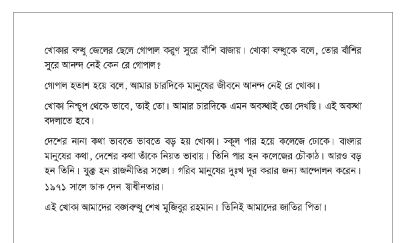 খোকার বন্ধু জেলের ছেলে গোপাল করুণ সুরে বাঁশি বাজায়। খোকা বন্ধুকে বলে, তোর বাঁশির
সুরে আনন্দ নেই কেন রে গোপাল?
গোপাল হতাশ হয়ে বলে, আমার চারদিকে মানুষের জীবনে আনন্দ নেই রে খোকা।
খোকা নিশ্চুপ থেকে ভাবে, তাই তো। আমার চারদিকে এমন অবস্থাই তো দেখছি। এই অবস্থা
বদলাতে হবে।
দেশের নানা কথা ভাবতে ভাবতে বড় হয় খোকা। স্কুল পার হয়ে কলেজে ঢোকে। বাংলার
মানুষের কথা, দেশের কথা তাঁকে নিয়ত ভাবায়। তিনি পার হন কলেজের চৌকাঠ। আরও বড়
হন তিনি। যুক্ত হন রাজনীতির সঙ্গে। গরিব মানুষের দুঃখ দূর করার জন্য আন্দোলন করেন।
১৯৭১ সালে ডাক দেন স্বাধীনতার।
এই খোকা আমাদের বঙ্গবন্ধু শেখ মুজিবুর রহমান। তিনিই আমাদের জাতির পিতা।